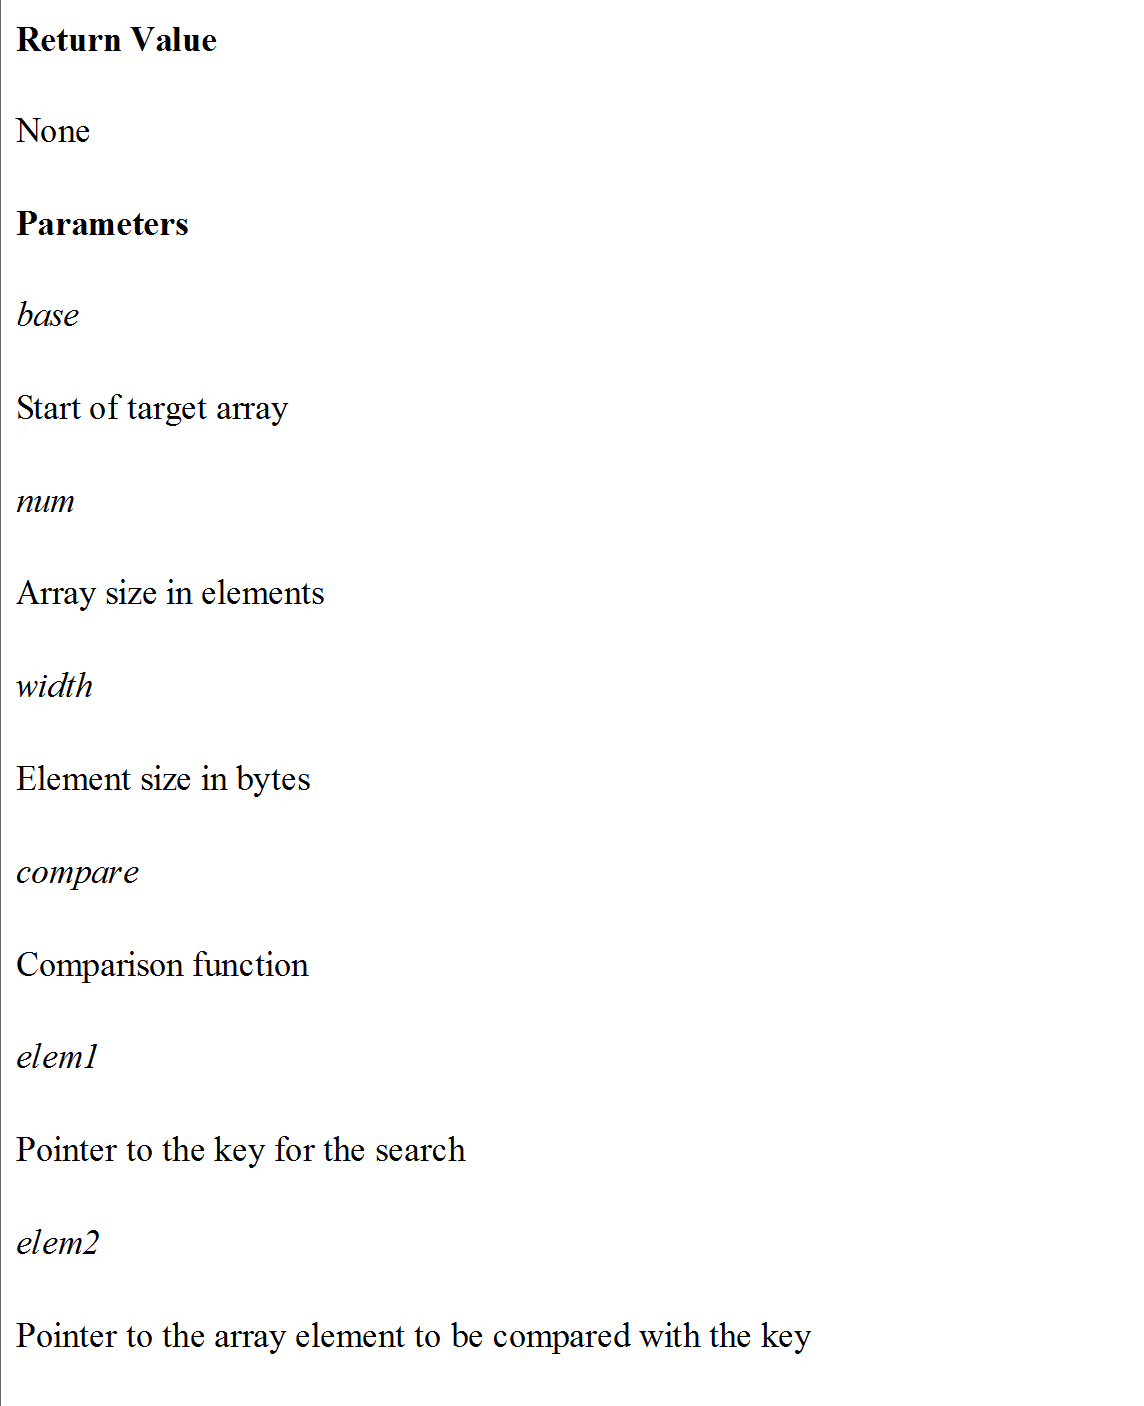 Return Value
None
Parameters
base
Start of target array
num
Array size in elements
width
Element size in bytes
compare
Comparison function
elem1
Pointer to the key for the search
elem2
Pointer to the array element to be compared with the key